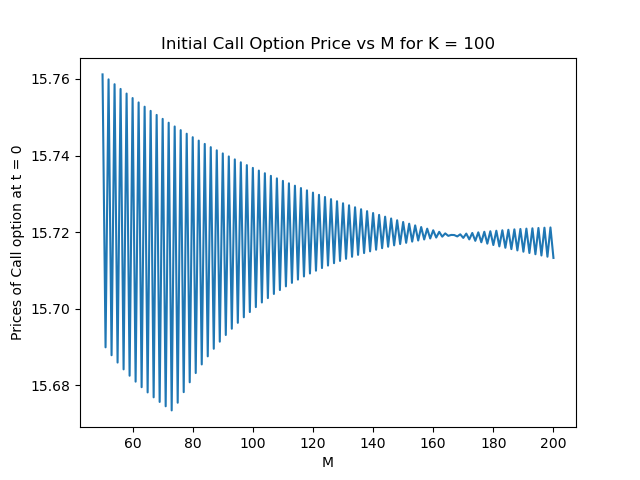 Initial Call Option Price vs M for K = 100
Prices of Call option at t = 0
15.76
15.74
15.72
15.70
15.68
60 80 100 120 140 160 180 200
M